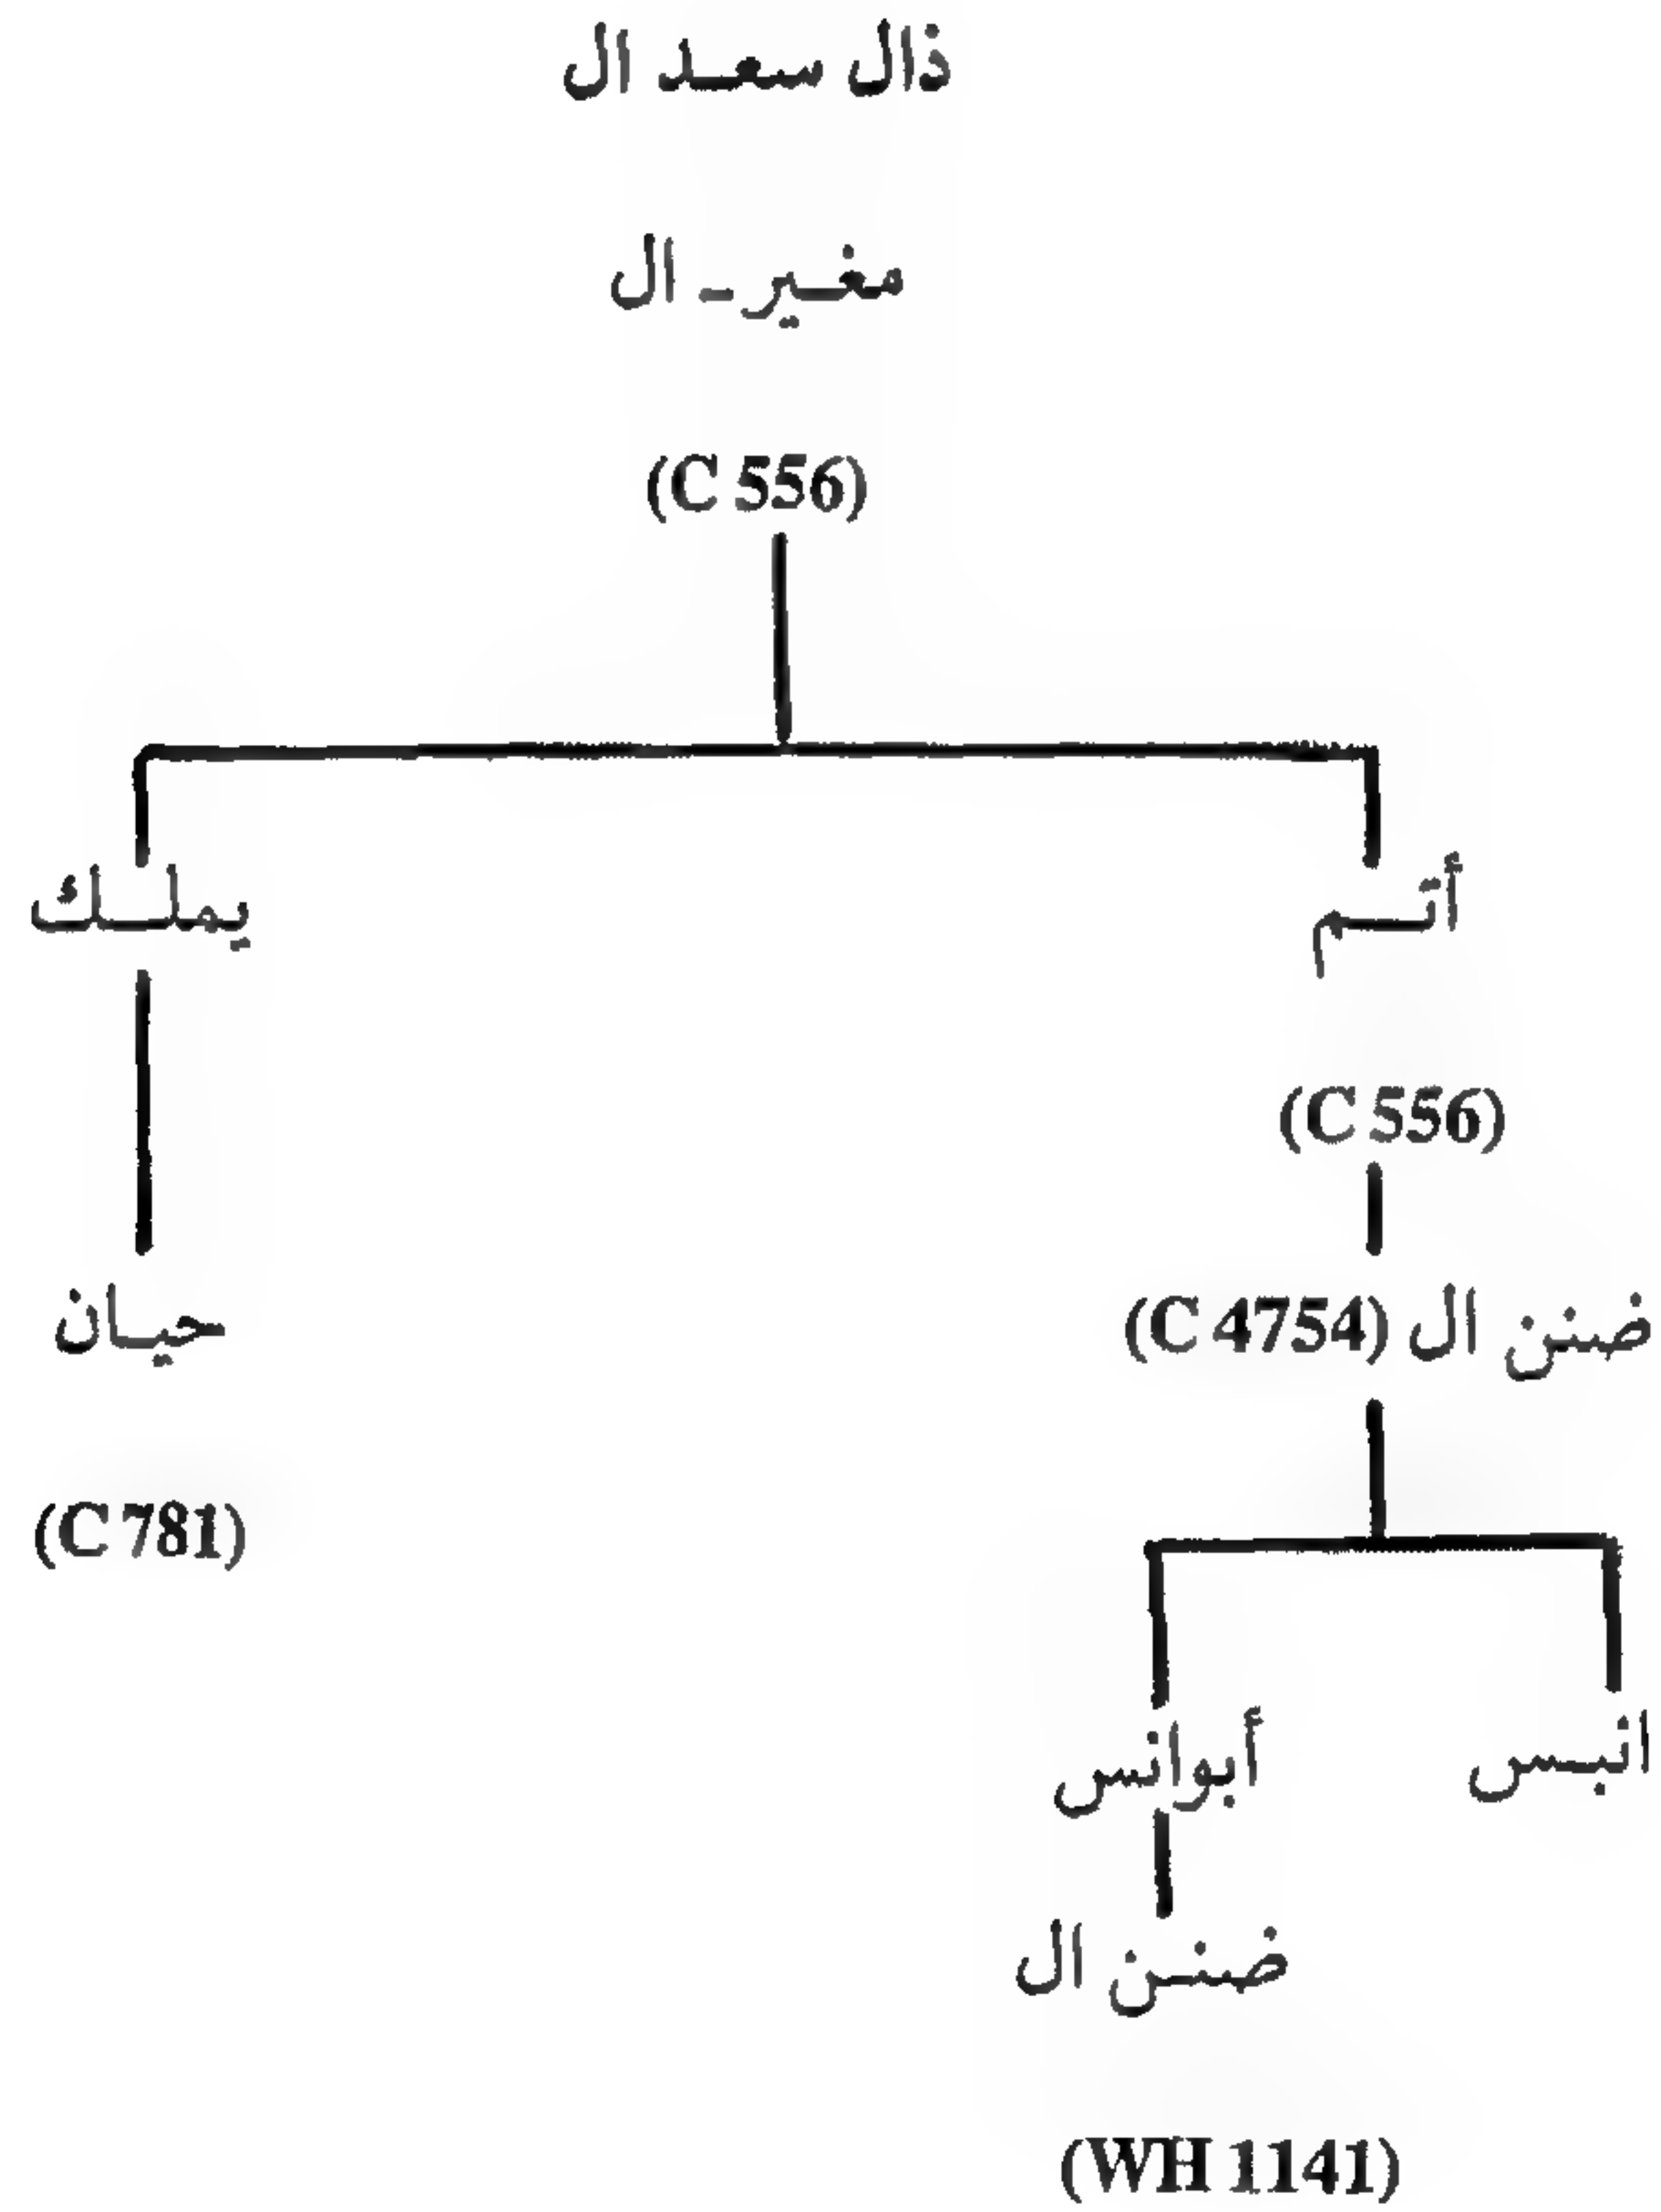 ذال سعد ال
مغير - ال
(C 556)
أتم
يملك
(C 556)
ضنن ال (C 4754)
حيان
(C 781)
انبس
أبوانس
ضنن ال
(WH 1141)